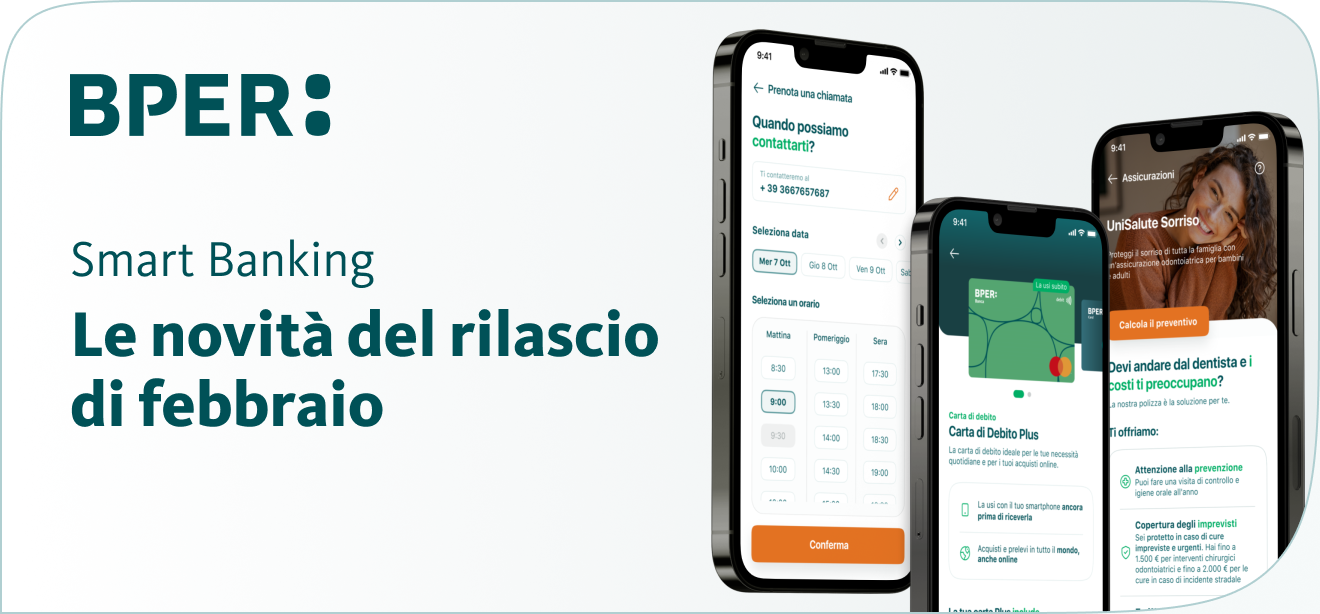 BPER:
Smart Banking
Le novità del rilascio
di febbraio
9:41
Prenota una chiamata
Quando possiamo
contattarti?
Ti contatteremo al
+ 39 3667657687
Seleziona data
Mer 7 Ott
Gio 8 Ott
Ven 9 Ott
Seleziona un orario
Mattina
Pomeriggio
Sera
8:30
13:00
17:30
9:00
13:30
18:00
9:30
14:00
18:30
10:00
14:30
19:00
Conferma
9:41
La usi subito
BPER:
Banca
BPER
Carta di debito
Carta di Debito Plus
La carta di debito ideale per le tue necessità
quotidiane e per i tuoi acquisti online.
La usi con il tuo smartphone ancora
prima di riceverla
Acquisti e prelevi in tutto il mondo,
anche online
La tua carta Plus include
9:41
Assicurazioni
UniSalute Sorriso
Proteggi il sorriso di tutta la famiglia con
un'assicurazione odontoiatrica per bambini
e adulti
Calcola il preventivo
Devi andare dal dentista e i
costi ti preoccupano?
La nostra polizza è la soluzione per te.
Ti offriamo:
Attenzione alla prevenzione
Puoi fare una visita di controllo e
igiene orale all'anno
Copertura degli imprevisti
Sei protetto in caso di cure
impreviste e urgenti. Hai fino a
1.500 € per interventi chirurgici
odontoiatrici e fino a 2.000 € per le
cure in caso di incidente stradale